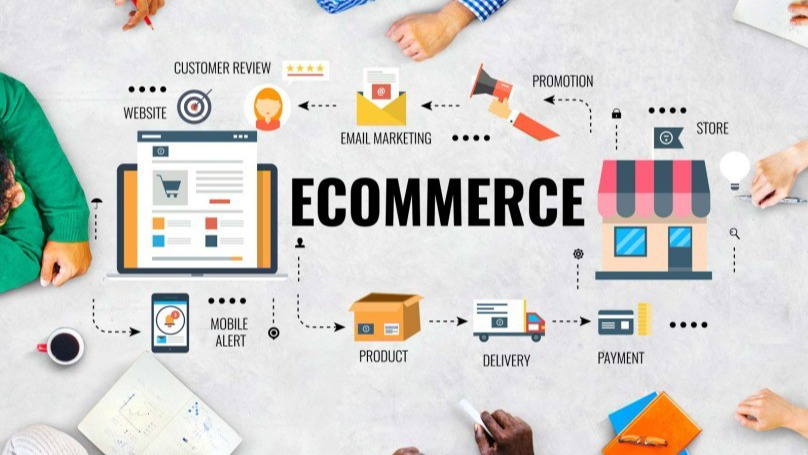 CUSTOMER REVIEW
PROMOTION
WEBSITE
EMAIL MARKETING
STORE
ECOMMERCE
MOBILE
ALERT
PRODUCT
DELIVERY
PAYMENT